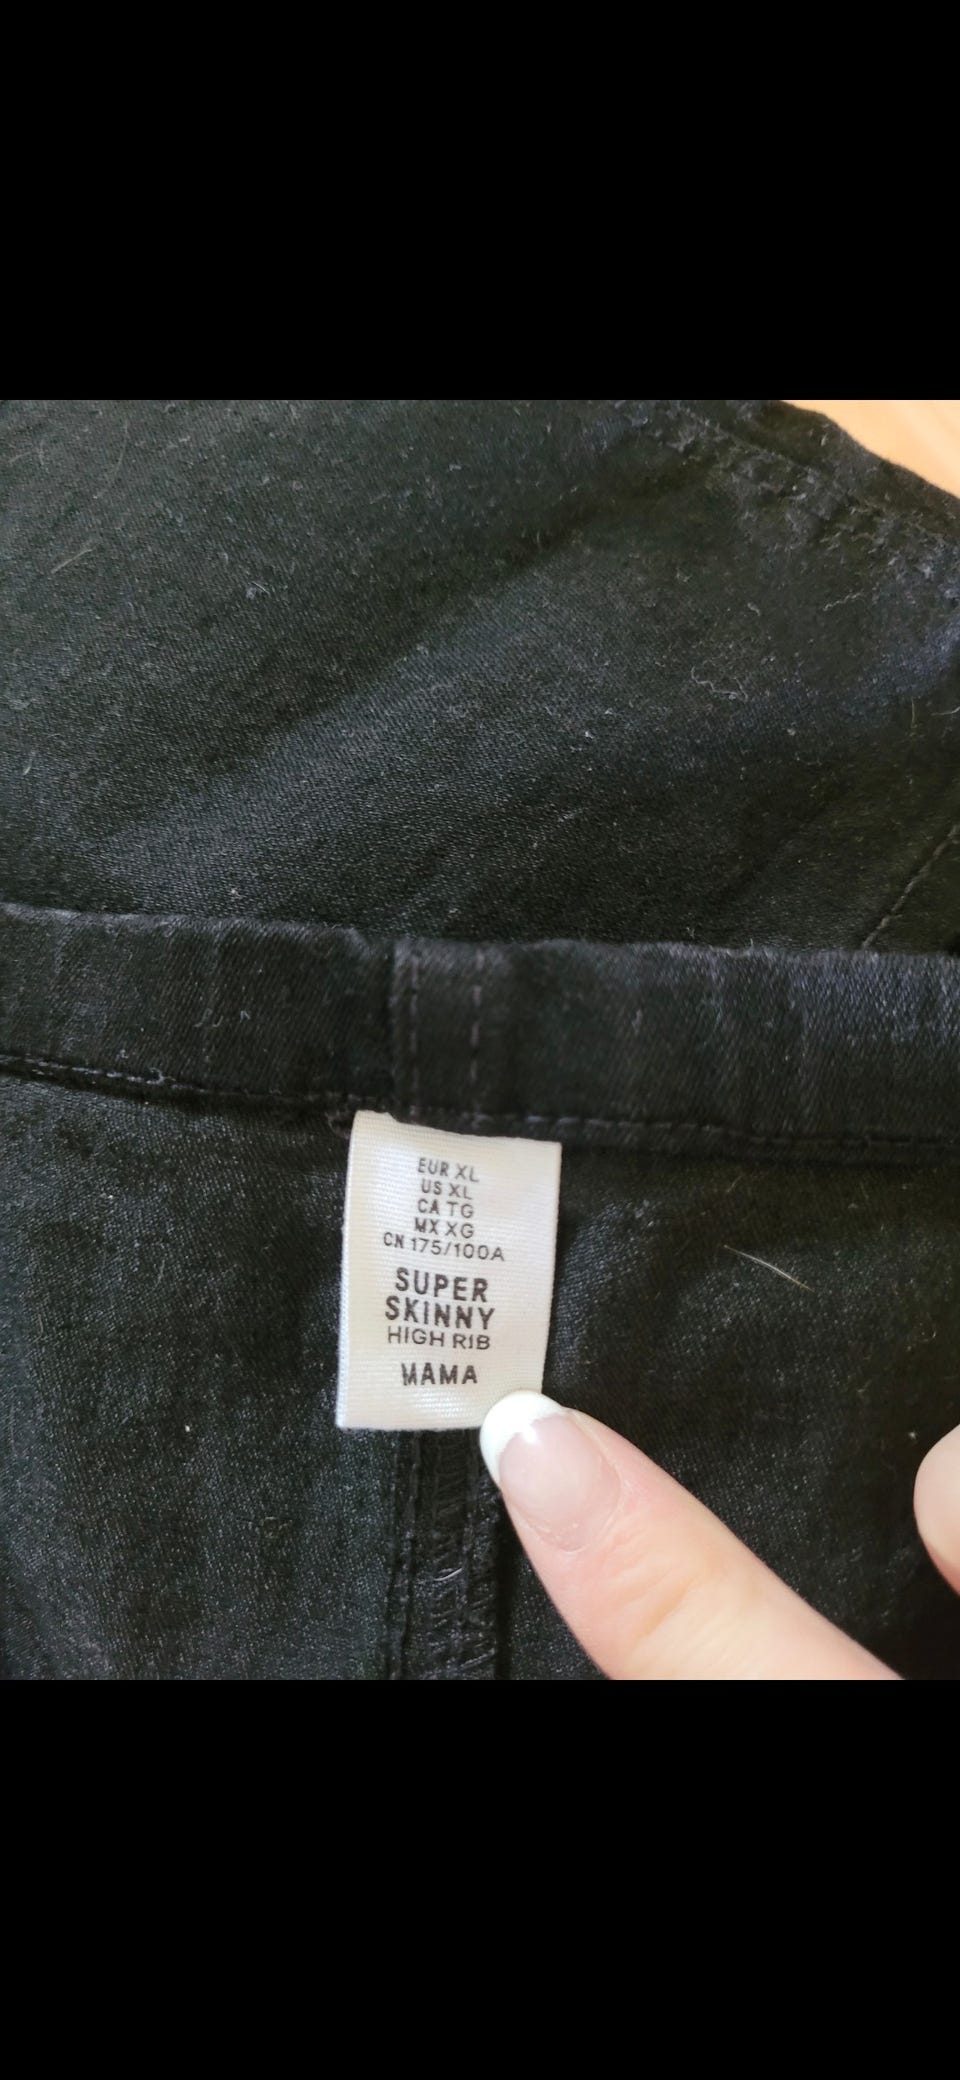 EUR XL
US XL
CA TG
MX XG
CN 175/100A
SUPER
SKINNY
HIGH RIB
MAMA